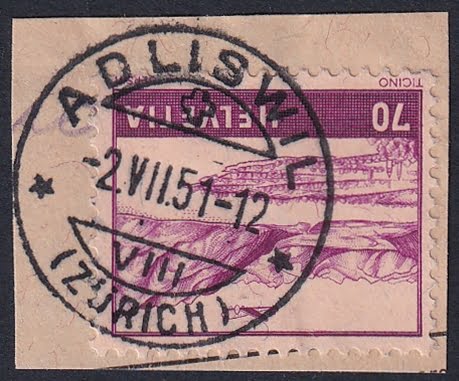 ADLISWIL
-2.VII.51-12
VIII
(ZÜRICH)
TICINO
HELVETIA 70